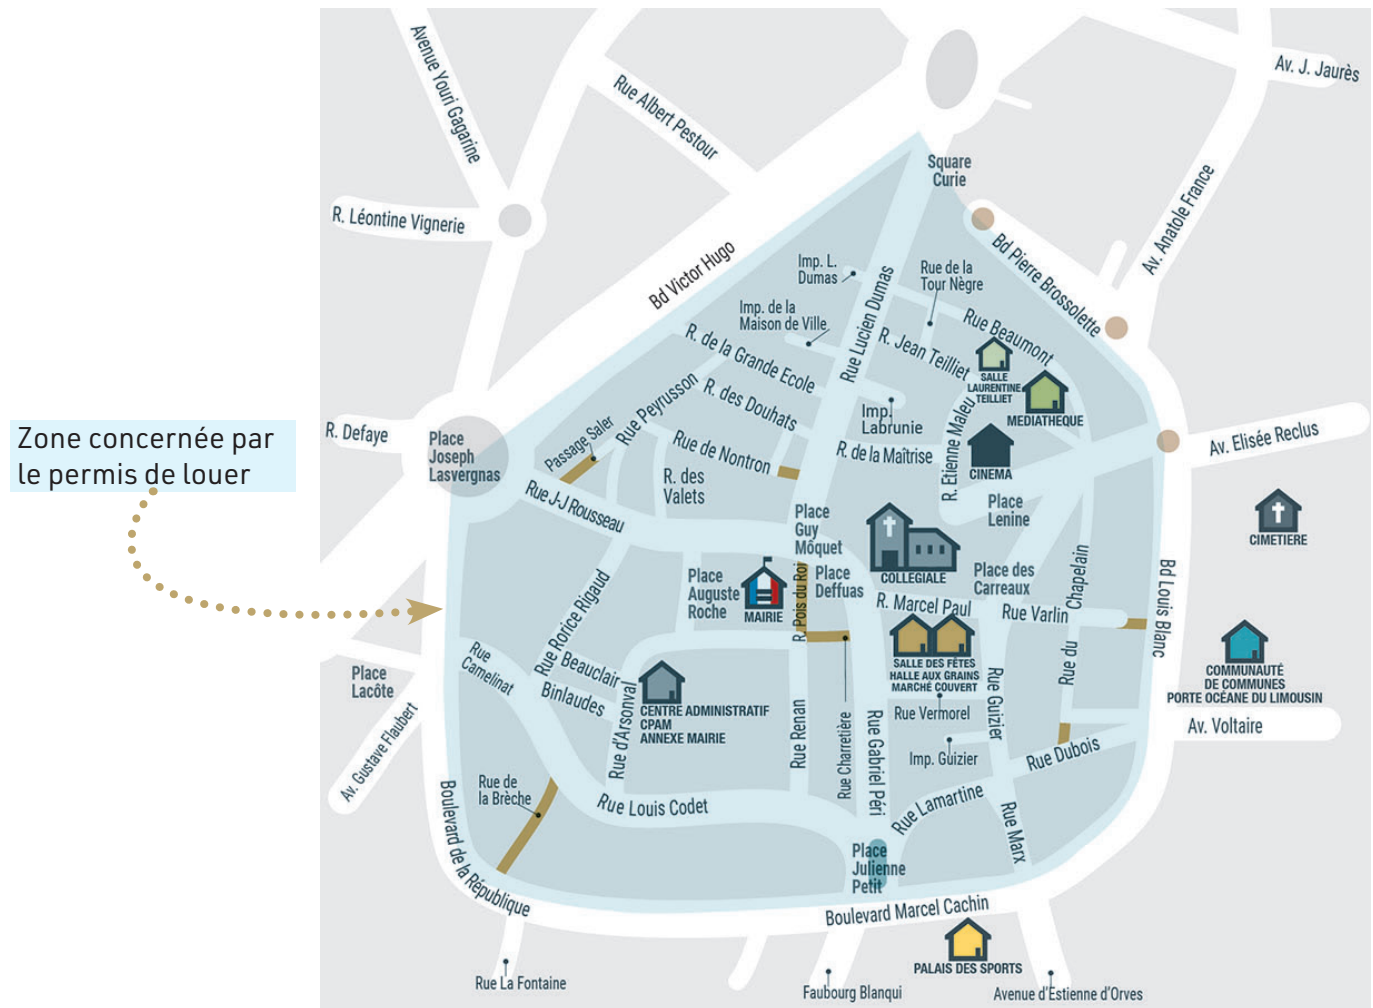 Avenue Youri Gagarine
Rue Albert Pestour
Av. J. Jaurès
Square
Curie
R. Léontine Vignerie
Av. Anatole France
Bd Victor Hugo
Bd Pierre Brossolette
Imp. L.
Dumas
Rue de la
Tour Nègre
Rue Lucien Dumas
Imp. de la
Maison de Ville
Rue Beaumont
R. Jean Teilliet
R. de la Grande Ecole
SALLE
LAURENTINE
TEILLIET
MEDIATHEQUE
Rue Peyrusson
R. des Douhats
Imp.
Labrunie
R. Etienne Maleu
Zone concernée par
le permis de louer
R. Defaye
Place
Joseph
Lasvergnas
Passage Saler
Rue de Nontron
R. de la Maîtrise
CINEMA
Av. Elisée Reclus
R. des
Valets
Rue J-J Rousseau
Place
Lenine
Place
Guy
Môquet
CIMETIERE
COLLEGIALE
Place
Auguste
Roche
MAIRIE
R. Pois du Roi
Place
Deffuas
Place des
Carreaux
R. Marcel Paul
Rue Varlin
Rue du Chapelain
Bd Louis Blanc
Rue Rorice Rigaud
SALLE DES FÊTES
HALLE AUX GRAINS
MARCHÉ COUVERT
COMMUNAUTÉ
DE COMMUNES
PORTE OCÉANE DU LIMOUSIN
Rue
Camelinat
Beauclair
Binlaudes
Place
Lacôte
CENTRE ADMINISTRATIF
CPAM
ANNEXE MAIRIE
Rue d'Arsonval
Rue Renan
Rue Charretière
Rue Gabriel Péri
Rue Vermorel
Rue Guizier
Imp. Guizier
Rue Dubois
Av. Voltaire
Av. Gustave Flaubert
Rue de
la Brèche
Rue Louis Codet
Rue Lamartine
Rue Marx
Boulevard de la République
Place
Julienne
Petit
Boulevard Marcel Cachin
PALAIS DES SPORTS
Rue La Fontaine
Faubourg Blanqui
Avenue d'Estienne d'Orves